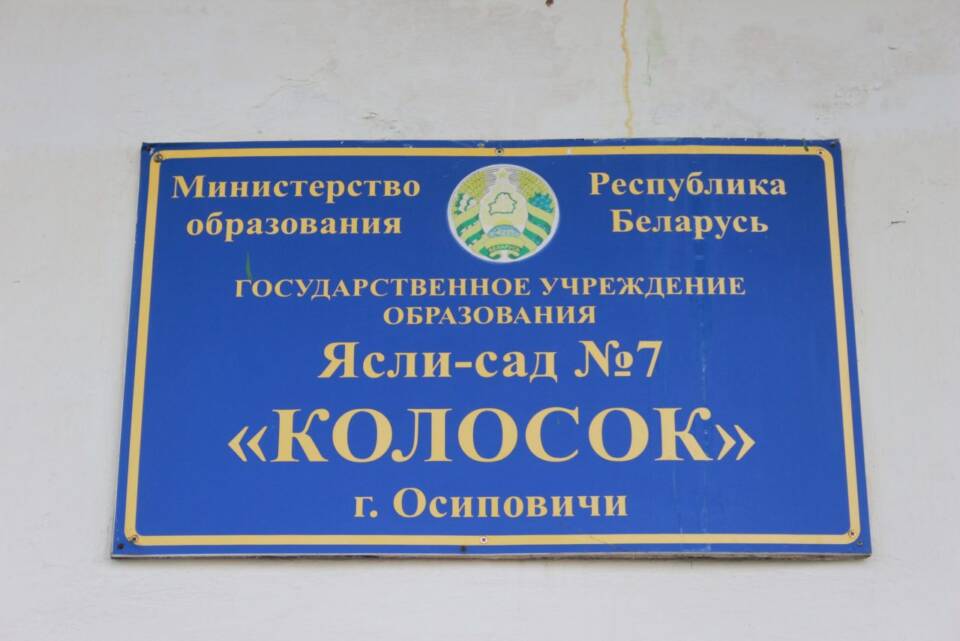 Министерство
образования
Республика
Беларусь
ГОСУДАРСТВЕННОЕ УЧРЕЖДЕНИЕ
ОБРАЗОВАНИЯ
Ясли-сад №7
«КОЛОСОК»
г. Осиповичи